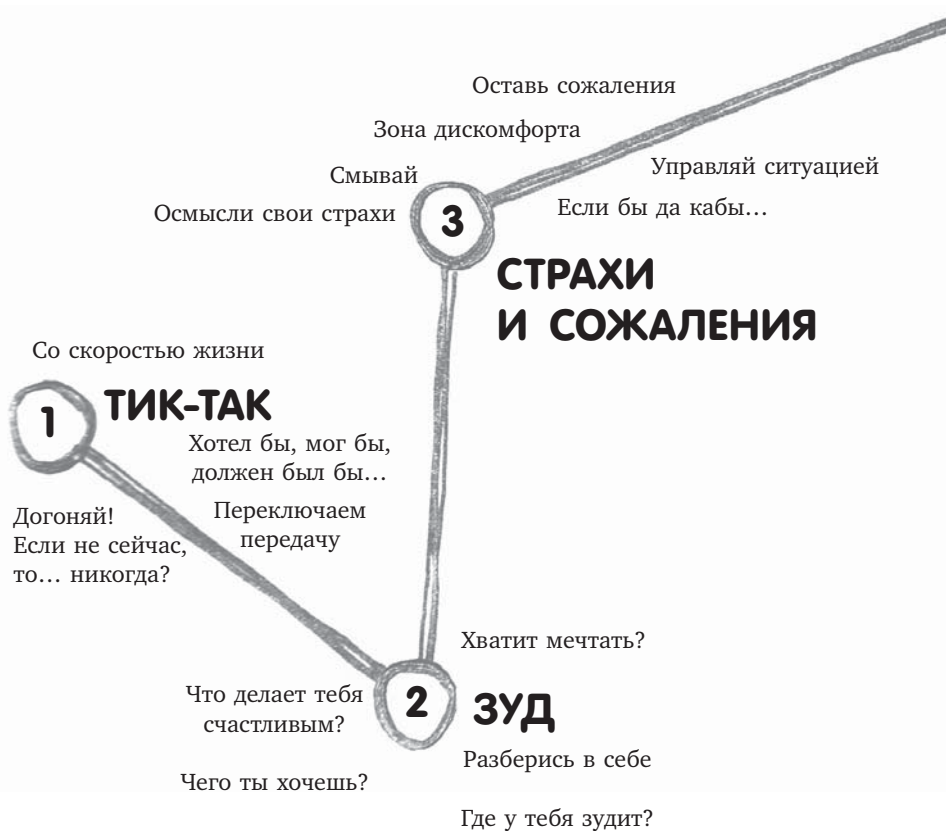 Оставь сожаления
Зона дискомфорта
Управляй ситуацией
Смывай
Если бы да кабы…
Осмысли свои страхи
3
СТРАХИ
И СОЖАЛЕНИЯ
Со скоростью жизни
1
ТИК-ТАК
Хотел бы, мог бы,
должен был бы…
Переключаем
передачу
Догоняй!
Если не сейчас,
то… никогда?
Хватит мечтать?
Что делает тебя
счастливым?
2
ЗУД
Разберись в себе
Чего ты хочешь?
Где у тебя зудит?